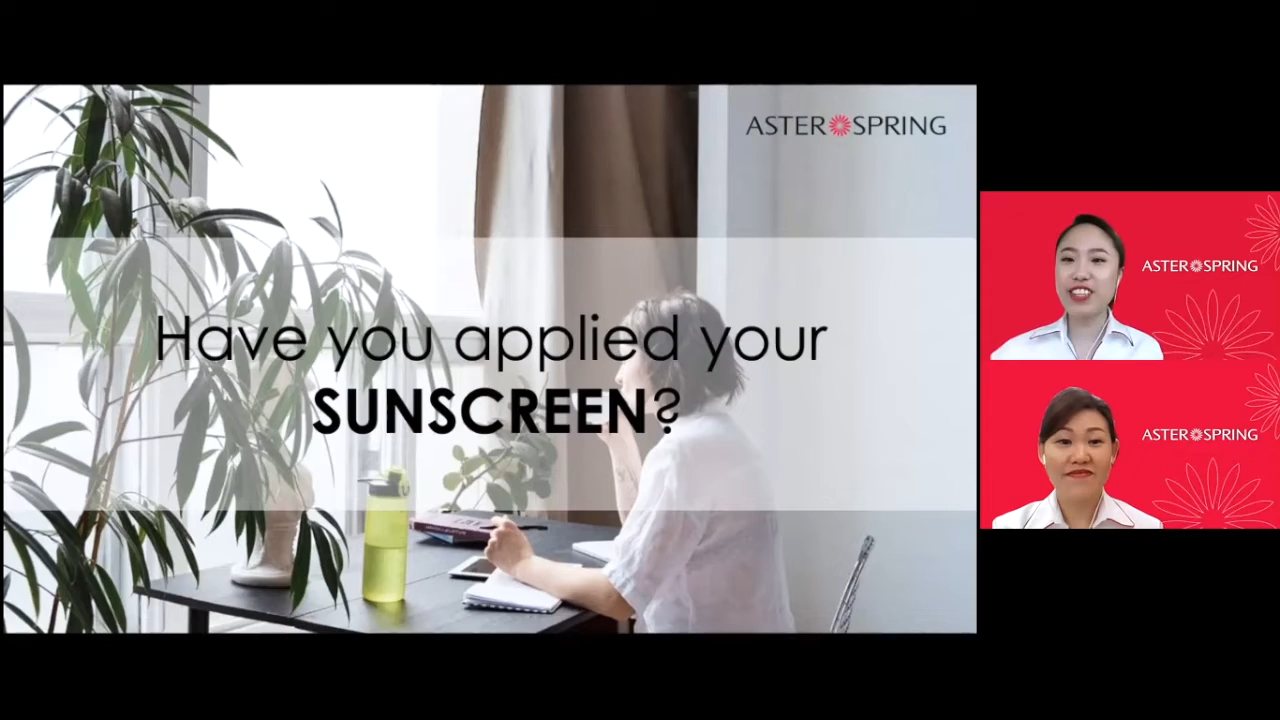 ASTER SPRING
Have you applied your
SUNSCREEN?
ASTER SPRING
ASTER SPRING